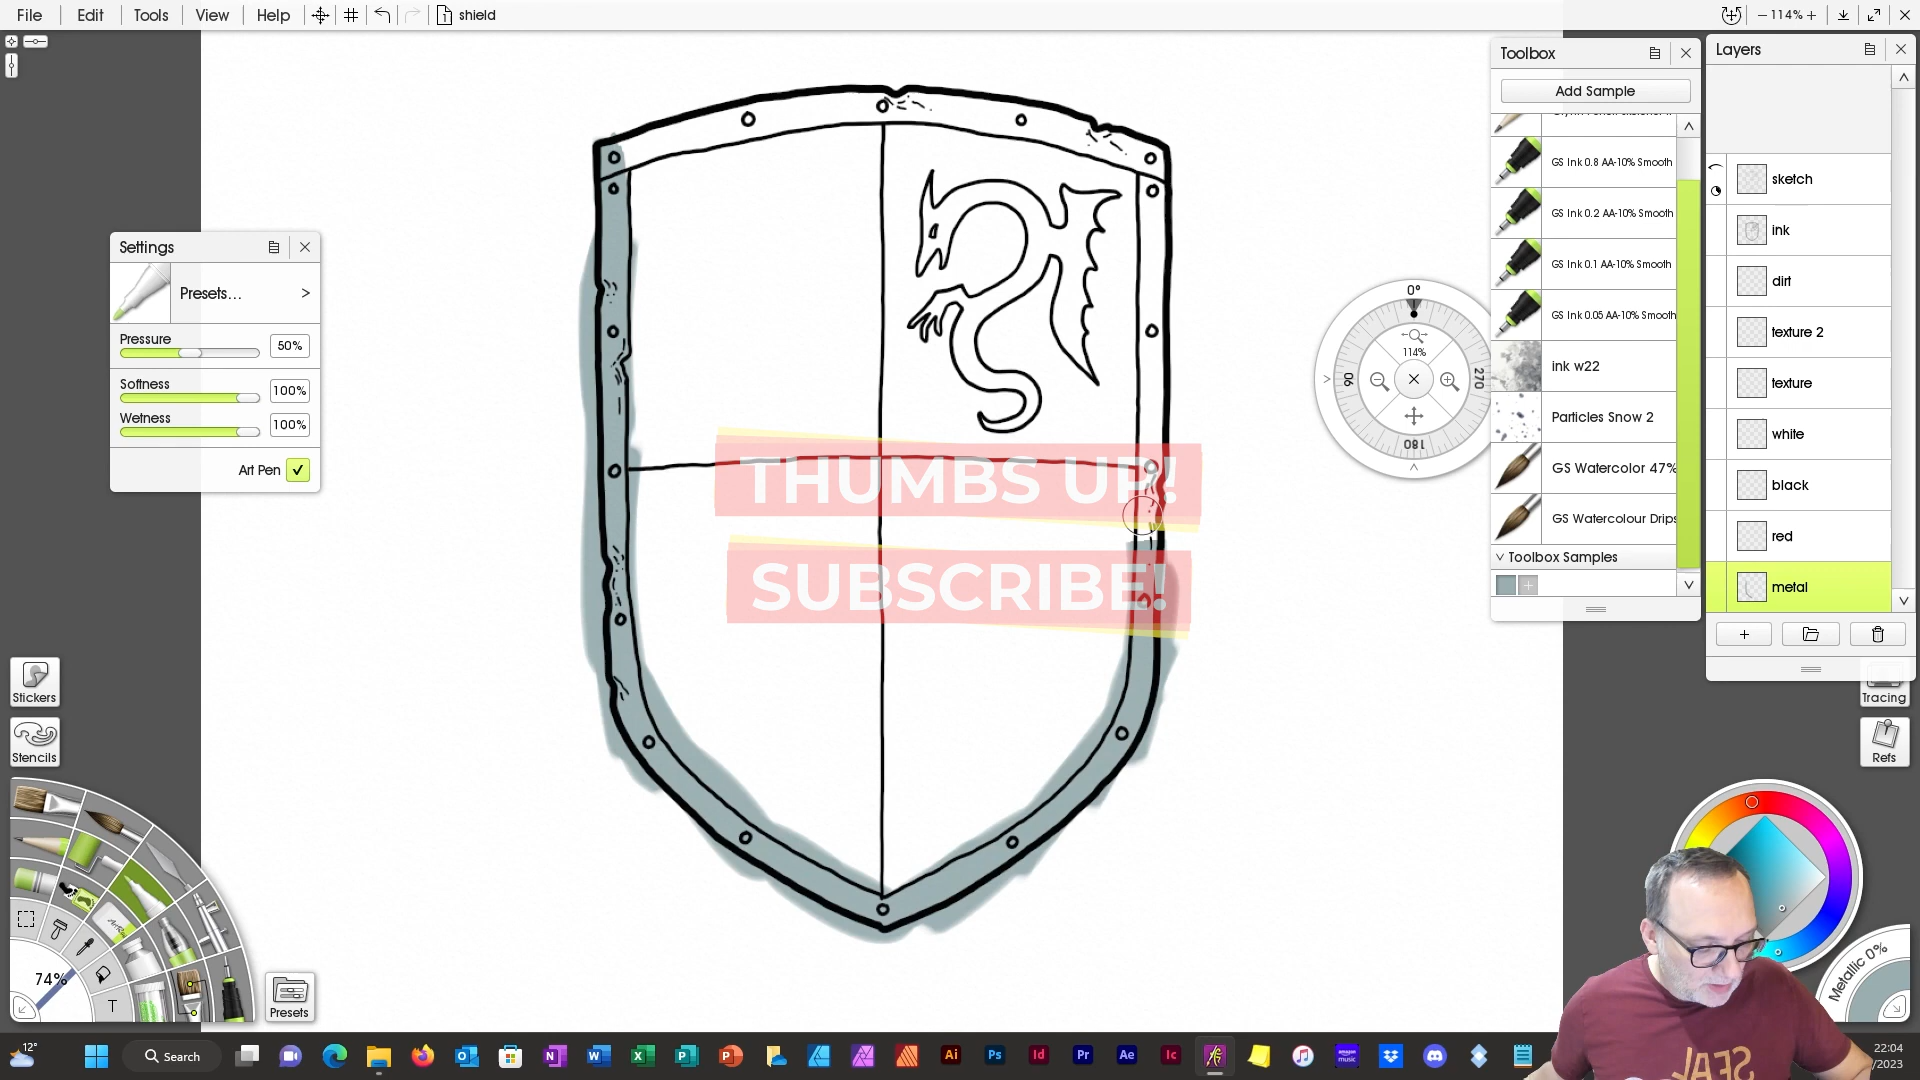 File Edit Tools View Help shield
114%
Toolbox
Layers
Add Sample
GS Ink 0.8 AA-10% Smooth
GS Ink 0.2 AA-10% Smooth
GS Ink 0.1 AA-10% Smooth
GS Ink 0.05 AA-10% Smooth
ink w22
Particles Snow 2
GS Watercolor 47%
GS Watercolour Drips
Toolbox Samples
sketch
ink
dirt
texture 2
texture
white
black
red
metal
Settings
Presets...
Pressure
50%
Softness
100%
Wetness
100%
Art Pen
0°
114%
90
270
180
THUMBS UP!
SUBSCRIBE!
Stickers
Stencils
Tracing
Refs
74%
T
Presets
Metallic 0%
SEAL
12°
Search
22:04
/2023